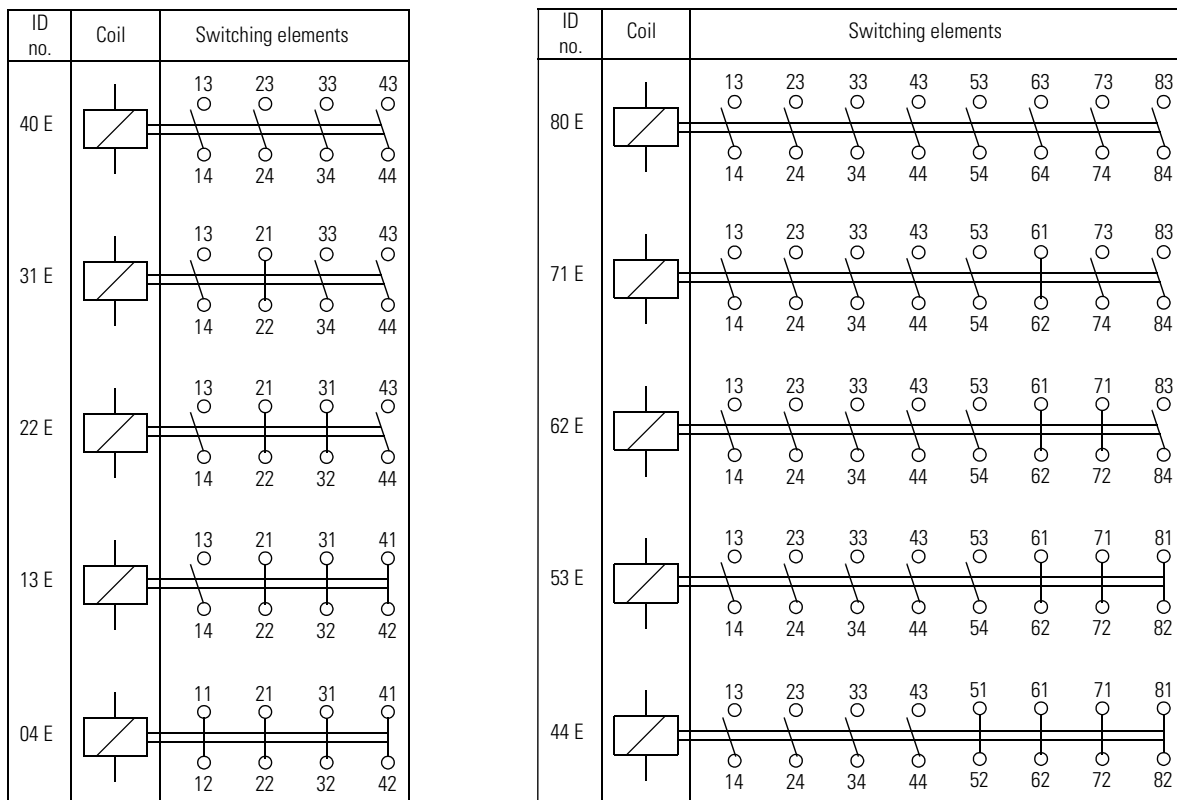 ID no. Coil Switching elements
13 23 33 43
40 E
14 24 34 44
13 21 33 43
31 E
14 22 34 44
13 21 31 43
22 E
14 22 32 44
13 21 31 41
13 E
14 22 32 42
11 21 31 41
04 E
12 22 32 42
ID no. Coil Switching elements
13 23 33 43 53 63 73 83
80 E
14 24 34 44 54 64 74 84
13 23 33 43 53 61 73 83
71 E
14 24 34 44 54 62 74 84
13 23 33 43 53 61 71 83
62 E
14 24 34 44 54 62 72 84
13 23 33 43 53 61 71 81
53 E
14 24 34 44 54 62 72 82
13 23 33 43 51 61 71 81
44 E
14 24 34 44 52 62 72 82